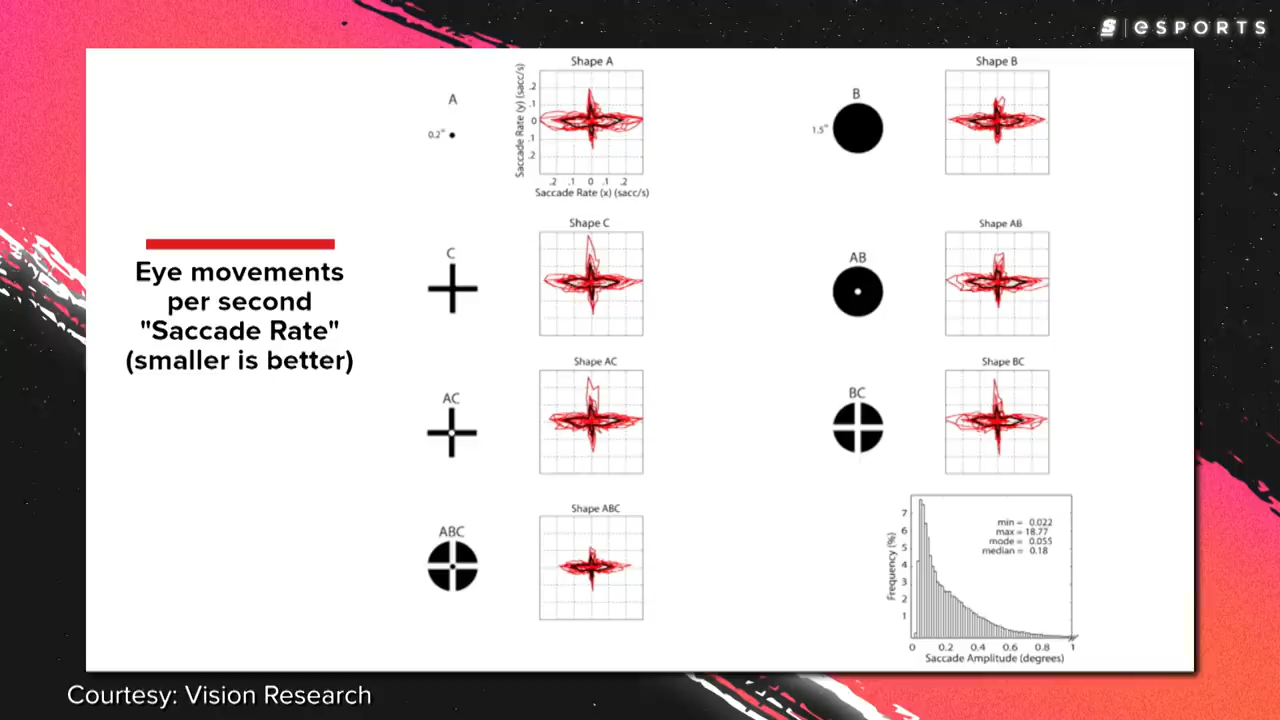 ESPORTS
Eye movements
per second
"Saccade Rate"
(smaller is better)
A
0.2°
Shape A
Saccade Rate (y) (sacc/s)
.2
.1
0
.1
.2
.2 .1 0 .1 .2
Saccade Rate (x) (sacc/s)
B
1.5°
Shape B
C
Shape C
AB
Shape AB
AC
Shape AC
BC
Shape BC
ABC
Shape ABC
Frequency (%)
7
6
5
4
3
2
1
min = 0.022
max = 18.77
mode = 0.055
median = 0.18
0 0.2 0.4 0.6 0.8 1
Saccade Amplitude (degrees)
Courtesy: Vision Research